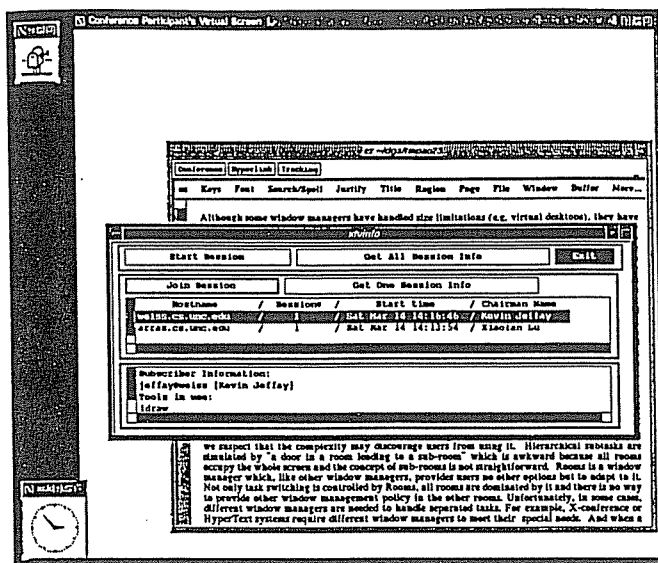 Conference Participant's Virtual Screen
Conference Hyperlink Tracking
Keys Font Search/Spell Justify Title Region Page File Window Buffer More...
Although some window managers have handled size limitations (e.g. virtual desktops), they have
xtvinfo
Start Session Get All Session Info Exit
Join Session Get One Session Info
Hostname / Sessions / Start time / Chairman Name
weiss.cs.unc.edu / 1 / Sat Mar 14 14:16:46 / Kevin Jeffay
arras.cs.unc.edu / 1 / Sat Mar 14 14:13:54 / Xiaolan Lu
Subscriber Information:
jeffay@weiss [Kevin Jeffay]
Tools in use:
idraw
we suspect that the complexity may discourage users from using it. Hierarchical subtasks are
simulated by "a door in a room leading to a sub-room" which is awkward because all rooms
occupy the whole screen and the concept of sub-rooms is not straightforward. Rooms is a window
manager which, like other window managers, provides users no other options but to adapt to it.
Not only task switching is controlled by Rooms, all rooms are dominated by it and there is no way
to provide other window management policy in the other rooms. Unfortunately, in some cases,
different window managers are needed to handle separated tasks. For example, X-conference or
HyperText systems require different window managers to meet their special needs. And when a